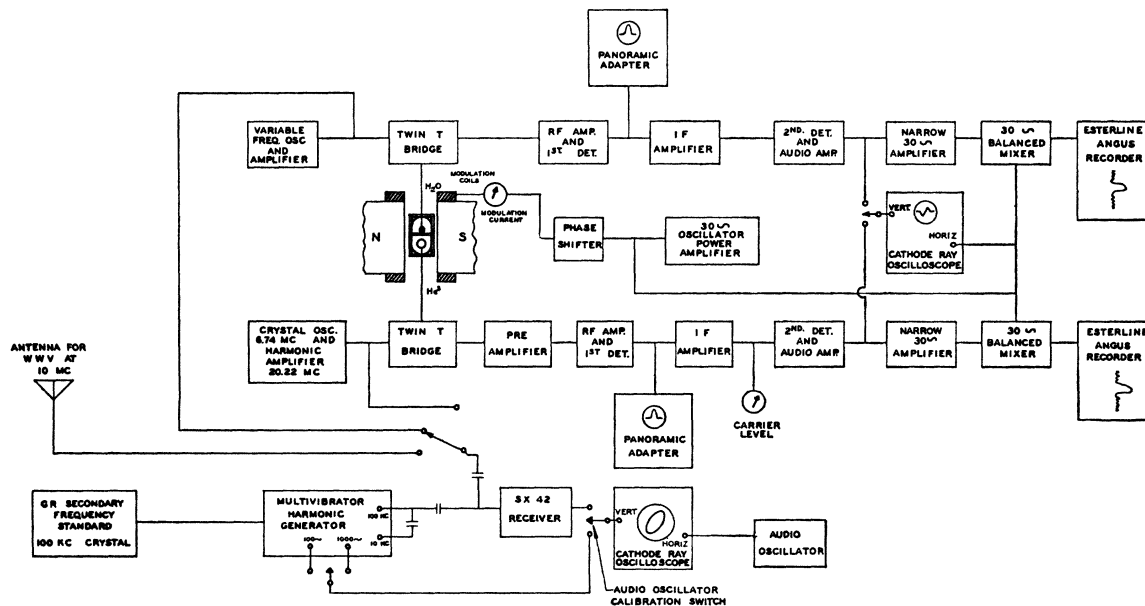 PANORAMIC
ADAPTER
VARIABLE
FREQ. OSC
AND
AMPLIFIER
TWIN T
BRIDGE
RF AMP.
AND
1ST. DET.
I F
AMPLIFIER
2ND. DET.
AND
AUDIO AMP.
NARROW
30 ∽
AMPLIFIER
30 ∽
BALANCED
MIXER
ESTERLINE
ANGUS
RECORDER
H2O
MODULATION
COILS
MODULATION
CURRENT
N
S
PHASE
SHIFTER
30 ∽
OSCILLATOR
POWER
AMPLIFIER
VERT.
HORIZ
CATHODE RAY
OSCILLOSCOPE
He3
ANTENNA FOR
WWV AT
10 MC
CRYSTAL OSC.
6.74 MC AND
HARMONIC
AMPLIFIER
20.22 MC
TWIN T
BRIDGE
PRE
AMPLIFIER
RF AMP.
AND
1ST DET.
I F
AMPLIFIER
2ND. DET.
AND
AUDIO AMP.
NARROW
30∽
AMPLIFIER
30 ∽
BALANCED
MIXER
ESTERLINE
ANGUS
RECORDER
PANORAMIC
ADAPTER
CARRIER
LEVEL
GR SECONDARY
FREQUENCY
STANDARD
100 KC CRYSTAL
MULTIVIBRATOR
HARMONIC
GENERATOR
100 KC
10 KC
100∼
1000∼
SX 42
RECEIVER
VERT
HORIZ
CATHODE RAY
OSCILLOSCOPE
AUDIO
OSCILLATOR
AUDIO OSCILLATOR
CALIBRATION SWITCH